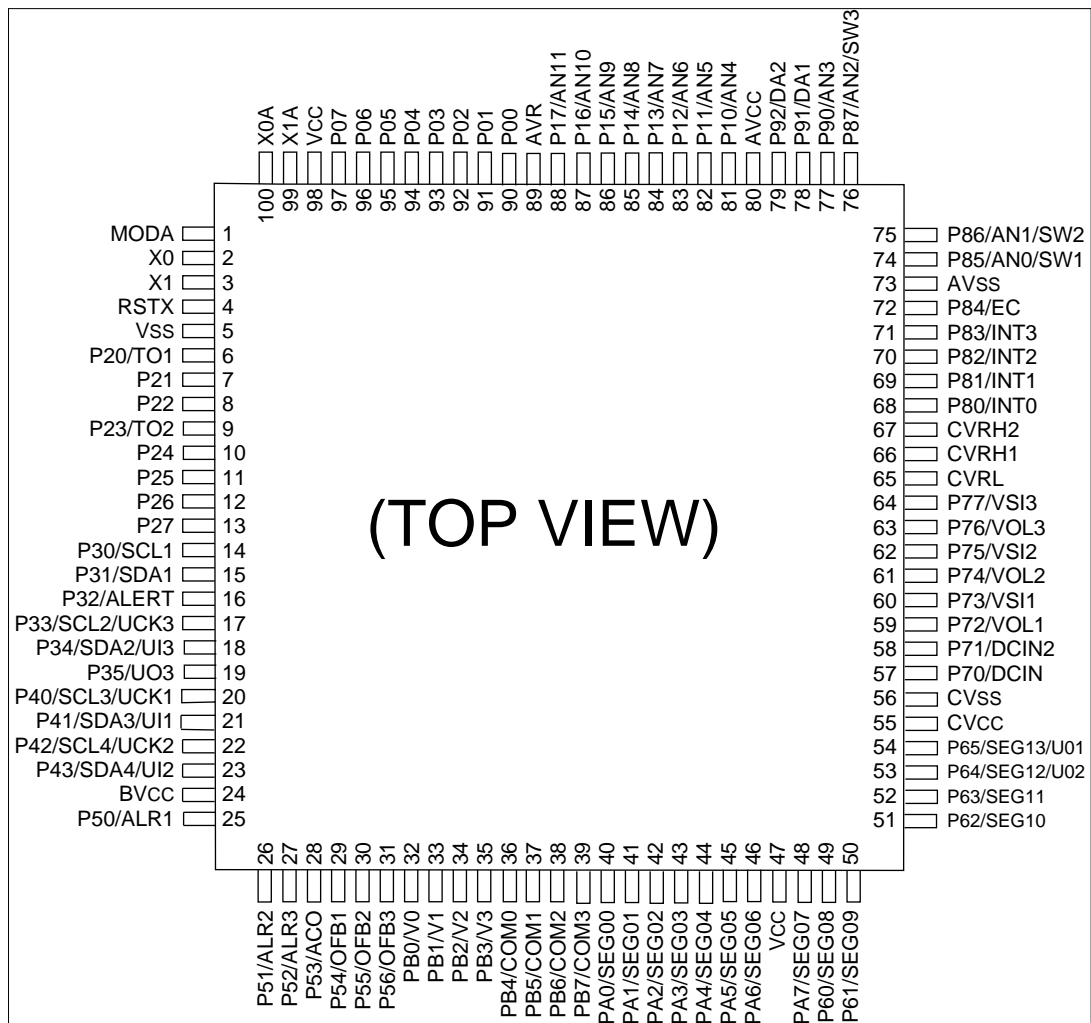 X0A
X1A
VCC
P07
P06
P05
P04
P03
P02
P01
P00
AVR
P17/AN11
P16/AN10
P15/AN9
P14/AN8
P13/AN7
P12/AN6
P11/AN5
P10/AN4
AVCC
P92/DA2
P91/DA1
P90/AN3
P87/AN2/SW3
100
99
98
97
96
95
94
93
92
91
90
89
88
87
86
85
84
83
82
81
80
79
78
77
76
MODA 1
X0 2
X1 3
RSTX 4
Vss 5
P20/TO1 6
P21 7
P22 8
P23/TO2 9
P24 10
P25 11
P26 12
P27 13
P30/SCL1 14
P31/SDA1 15
P32/ALERT 16
P33/SCL2/UCK3 17
P34/SDA2/UI3 18
P35/UO3 19
P40/SCL3/UCK1 20
P41/SDA3/UI1 21
P42/SCL4/UCK2 22
P43/SDA4/UI2 23
BVCC 24
P50/ALR1 25
(TOP VIEW)
75 P86/AN1/SW2
74 P85/AN0/SW1
73 AVss
72 P84/EC
71 P83/INT3
70 P82/INT2
69 P81/INT1
68 P80/INT0
67 CVRH2
66 CVRH1
65 CVRL
64 P77/VSI3
63 P76/VOL3
62 P75/VSI2
61 P74/VOL2
60 P73/VSI1
59 P72/VOL1
58 P71/DCIN2
57 P70/DCIN
56 CVss
55 CVCC
54 P65/SEG13/U01
53 P64/SEG12/U02
52 P63/SEG11
51 P62/SEG10
26
27
28
29
30
31
32
33
34
35
36
37
38
39
40
41
42
43
44
45
46
47
48
49
50
P51/ALR2
P52/ALR3
P53/ACO
P54/OFB1
P55/OFB2
P56/OFB3
PB0/V0
PB1/V1
PB2/V2
PB3/V3
PB4/COM0
PB5/COM1
PB6/COM2
PB7/COM3
PA0/SEG00
PA1/SEG01
PA2/SEG02
PA3/SEG03
PA4/SEG04
PA5/SEG05
PA6/SEG06
VCC
PA7/SEG07
P60/SEG08
P61/SEG09